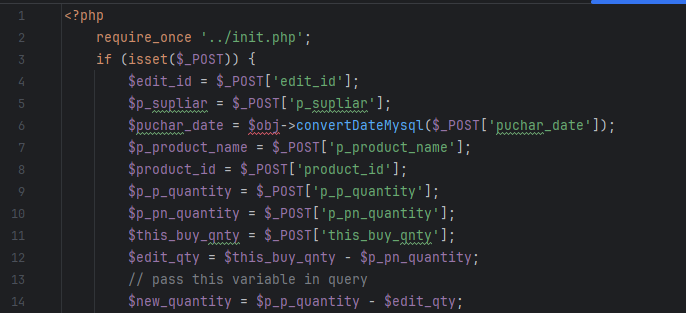 1 <?php
2 require_once '../init.php';
3 if (isset($_POST)) {
4 $edit_id = $_POST['edit_id'];
5 $p_supliar = $_POST['p_supliar'];
6 $puchar_date = $obj->convertDateMysql($_POST['puchar_date']);
7 $p_product_name = $_POST['p_product_name'];
8 $product_id = $_POST['product_id'];
9 $p_p_quantity = $_POST['p_p_quantity'];
10 $p_pn_quantity = $_POST['p_pn_quantity'];
11 $this_buy_qnty = $_POST['this_buy_qnty'];
12 $edit_qty = $this_buy_qnty - $p_pn_quantity;
13 // pass this variable in query
14 $new_quantity = $p_p_quantity - $edit_qty;